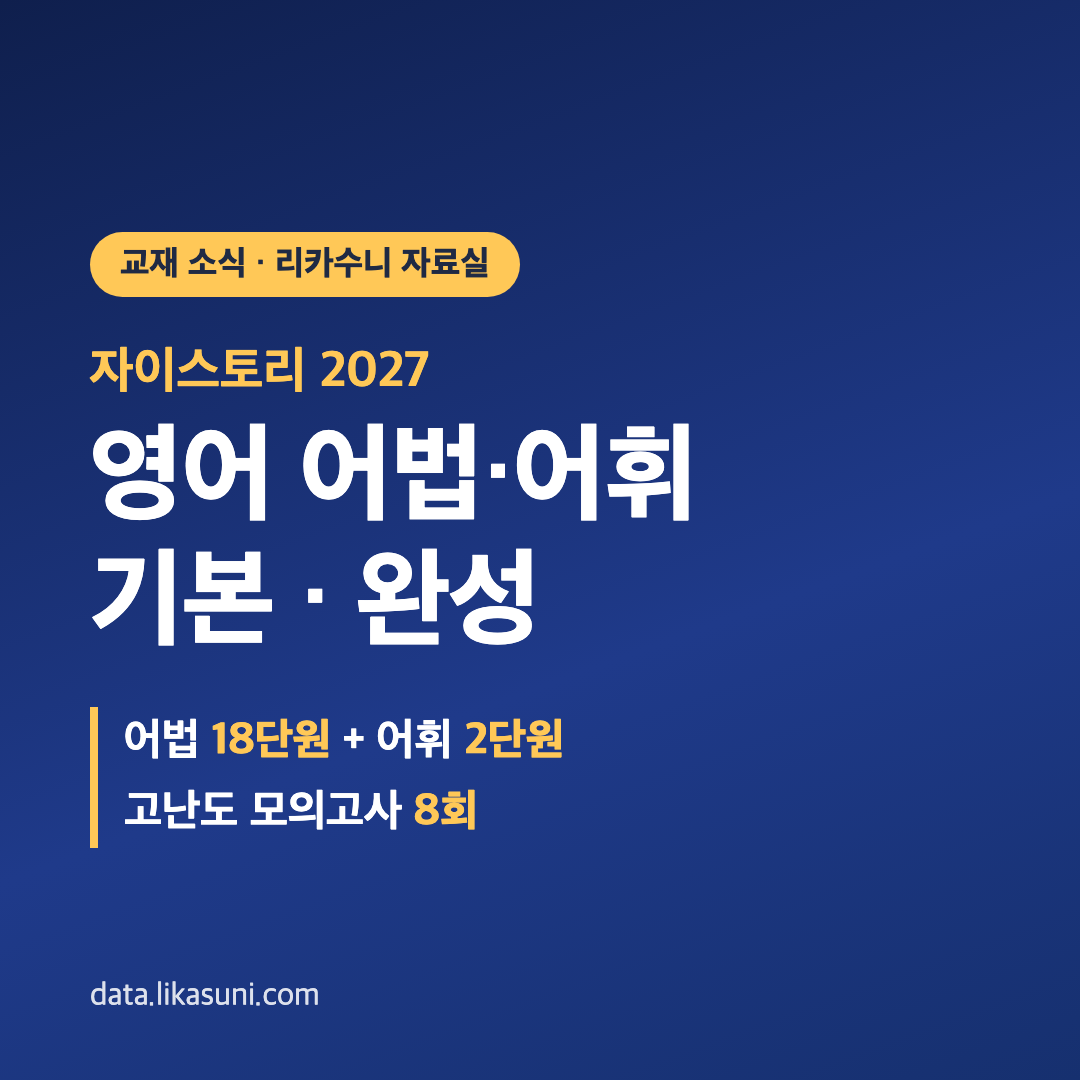 교재 소식 · 리카수니 자료실
자이스토리 2027
영어 어법·어휘
기본 · 완성
어법 18단원 + 어휘 2단원
고난도 모의고사 8회
data.likasuni.com